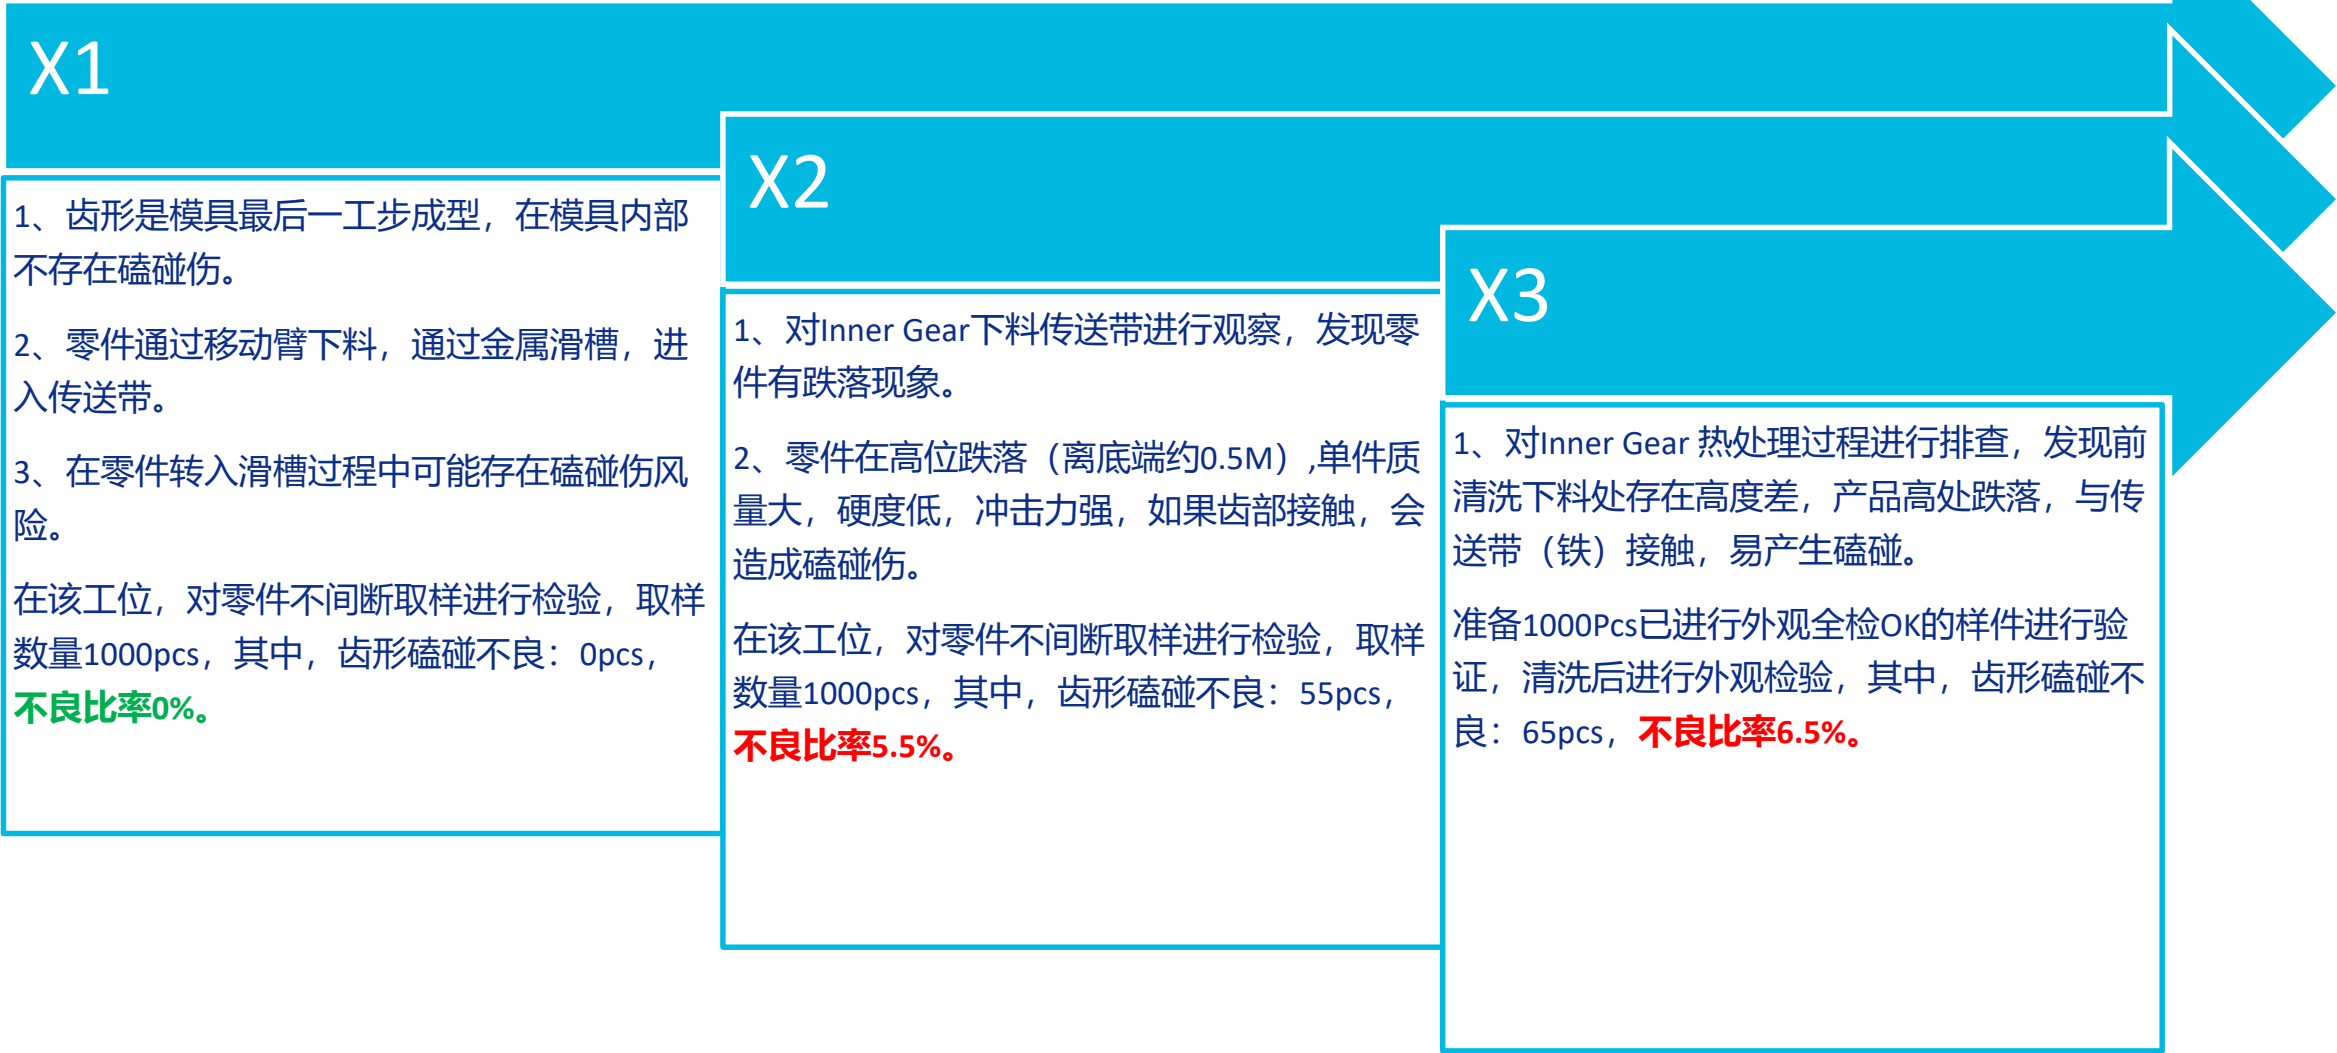 X1
1、齿形是模具最后一工步成型，在模具内部
不存在磕碰伤。
2、零件通过移动臂下料，通过金属滑槽，进
入传送带。
3、在零件转入滑槽过程中可能存在磕碰伤风
险。
在该工位，对零件不间断取样进行检验，取样
数量1000pcs，其中，齿形磕碰不良：0pcs，
不良比率0%。
X2
1、对Inner Gear下料传送带进行观察，发现零
件有跌落现象。
2、零件在高位跌落（离底端约0.5M）,单件质
量大，硬度低，冲击力强，如果齿部接触，会
造成磕碰伤。
在该工位，对零件不间断取样进行检验，取样
数量1000pcs，其中，齿形磕碰不良：55pcs，
不良比率5.5%。
X3
1、对Inner Gear 热处理过程进行排查，发现前
清洗下料处存在高度差，产品高处跌落，与传
送带（铁）接触，易产生磕碰。
准备1000Pcs已进行外观全检OK的样件进行验
证，清洗后进行外观检验，其中，齿形磕碰不
良：65pcs，不良比率6.5%。